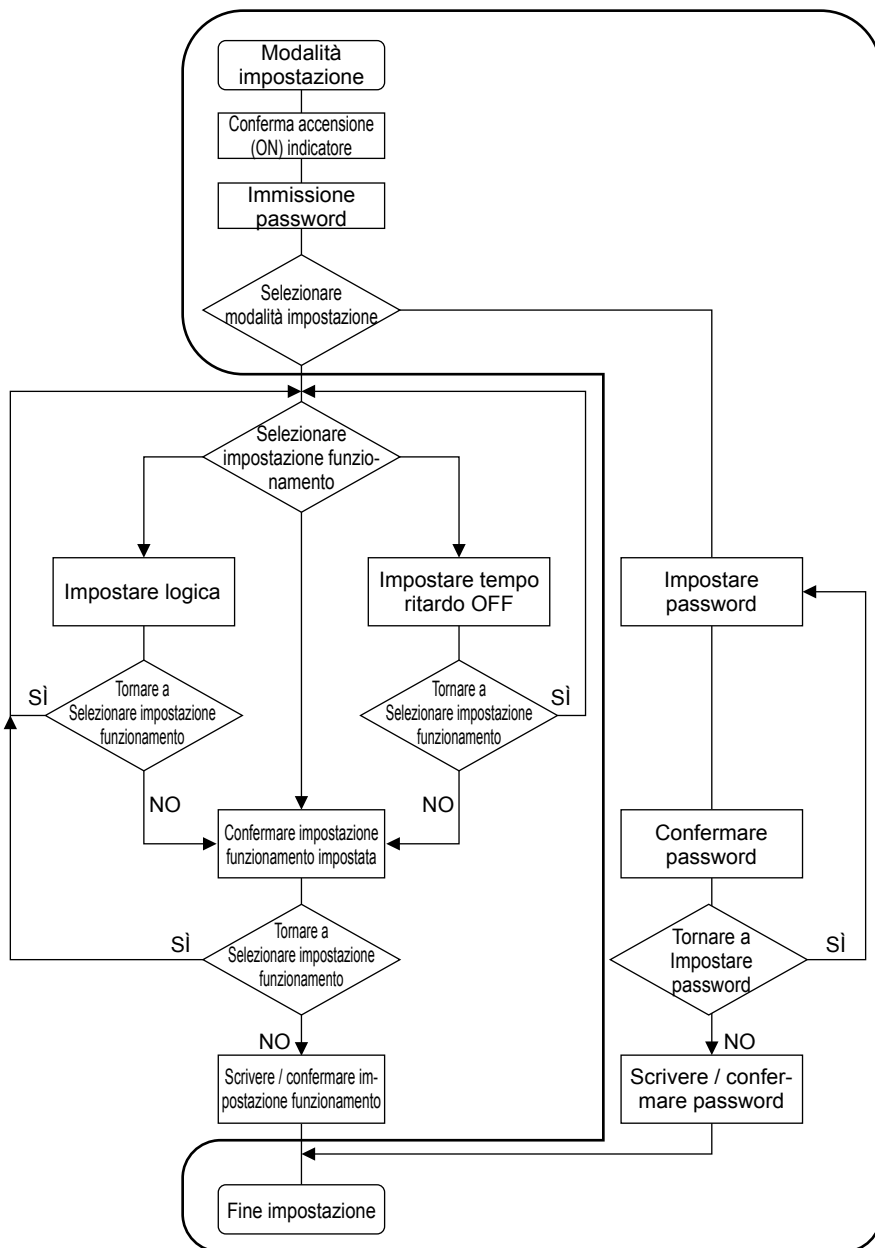 Modalità
impostazione
Conferma accensione
(ON) indicatore
Immissione
password
Selezionare
modalità impostazione
Selezionare
impostazione funzio-
namento
Impostare logica
Impostare tempo
ritardo OFF
Impostare
password
SÌ
Tornare a
Selezionare impostazione
funzionamento
Tornare a
Selezionare impostazione
funzionamento
SÌ
NO
NO
Confermare impostazione
funzionamento impostata
Confermare
password
SÌ
Tornare a
Selezionare impostazione
funzionamento
Tornare a
Impostare
password
SÌ
NO
NO
Scrivere / confermare im-
postazione funzionamento
Scrivere / confer-
mare password
Fine impostazione